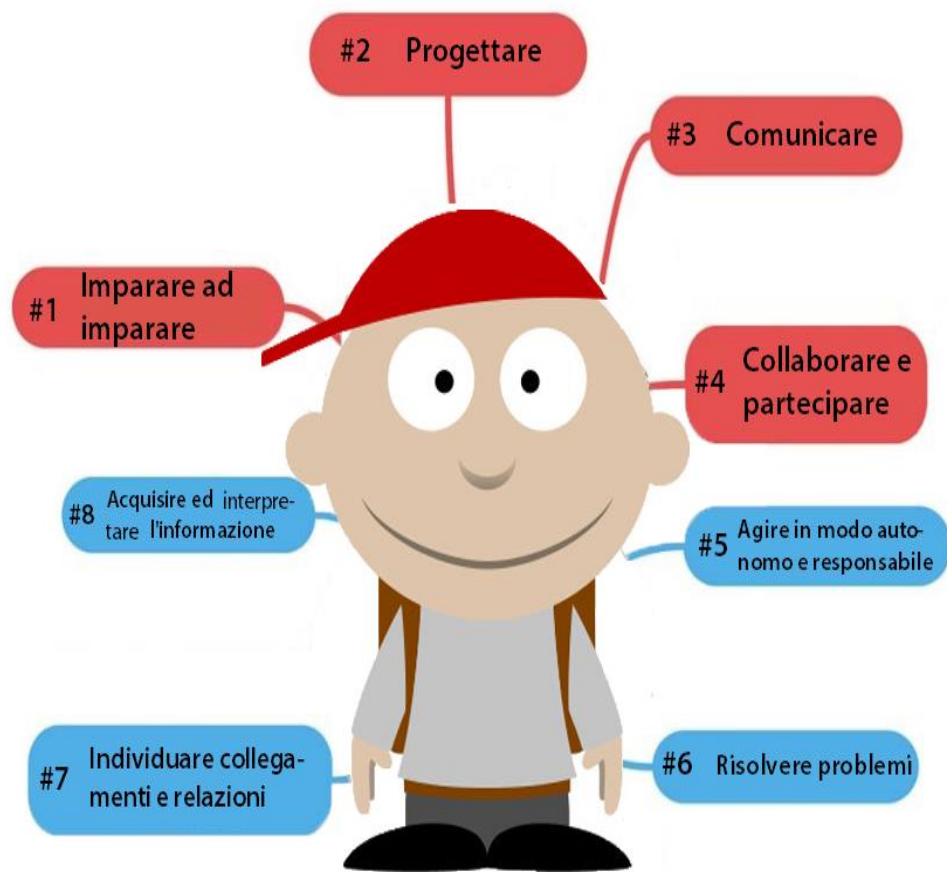 #1 Imparare ad
imparare
#2 Progettare
#3 Comunicare
#4 Collaborare e
partecipare
#5 Agire in modo auto-
nomo e responsabile
#6 Risolvere problemi
#7 Individuare collega-
menti e relazioni
#8 Acquisire ed interpre-
tare l'informazione